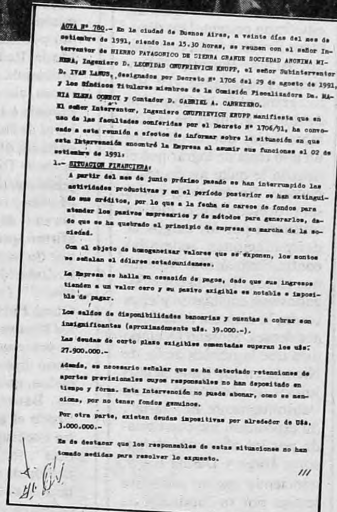 ACTA N° 780.- En la ciudad de Buenos Aires, a veinte días del mes de
setiembre de 1991, siendo las 15.30 horas, se reunen con el señor In-
terventor de HIERRO PATAGONICO DE SIERRA GRANDE SOCIEDAD ANONIMA MI-
NERA, Ingeniero D. LEONIDAS ONUFRIEVICH KNUPP, el señor Subinterventor
D. IVAN LANUS, designados por Decreto N° 1706 del 29 de agosto de 1991,
y los Síndicos Titulares miembros de la Comisión Fiscalizadora Da. MA-
RIA ELENA y Contador D. GABRIEL A. CARRETERO.
El señor Interventor, Ingeniero ONUFRIEVICH KNUPP manifiesta que en
uso de las facultades conferidas por el Decreto N° 1706/91, ha convo-
cado a esta reunión a efectos de informar sobre la situación en que
esta Intervención encontró la Empresa al asumir sus funciones el 02 de
setiembre de 1991:
1.- SITUACION FINANCIERA:
A partir del mes de junio próximo pasado se han interrumpido las
actividades productivas y en el período posterior se han extingui-
do sus créditos, por lo que a la fecha se carece de fondos para
atender los pasivos empresarios y de métodos para generarlos, da-
do que se ha quebrado el principio de empresa en marcha de la so-
ciedad.
Con el objeto de homogeneizar valores que se exponen, los montos
se señalan el dólares estadounidenses.
La Empresa se halla en cesación de pagos, dado que sus ingresos
tienden a un valor cero y su pasivo exigible es notable e imposi-
ble de pagar.
Los saldos de disponibilidades bancarias y cuentas a cobrar son
insignificantes (aproximadamente u$s. 39.000.-).
Las deudas de corto plazo exigibles comentadas superan los u$s:
27.900.000.-
Además, es necesario señalar que se ha detectado retenciones de
aportes previsionales cuyos responsables no han depositado en
tiempo y forma. Esta Intervención no puede abonar, como se men-
ciona, por no tener fondos genuinos.
Por otra parte, existen deudas impositivas por alrededor de U$s.
3.000.000.-
Es de destacar que los responsables de estas situaciones no han
tomado medidas para resolver lo expuesto.
///